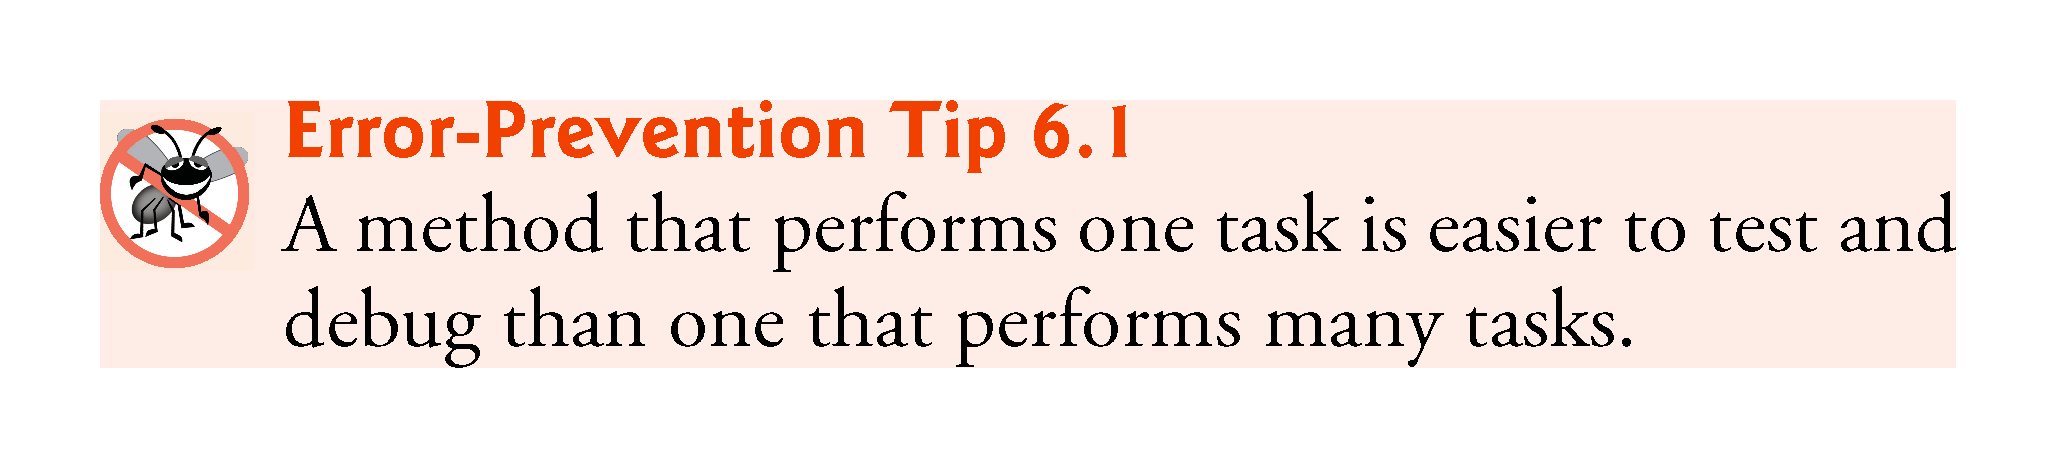 Error-Prevention Tip 6.1
A method that performs one task is easier to test and
debug than one that performs many tasks.